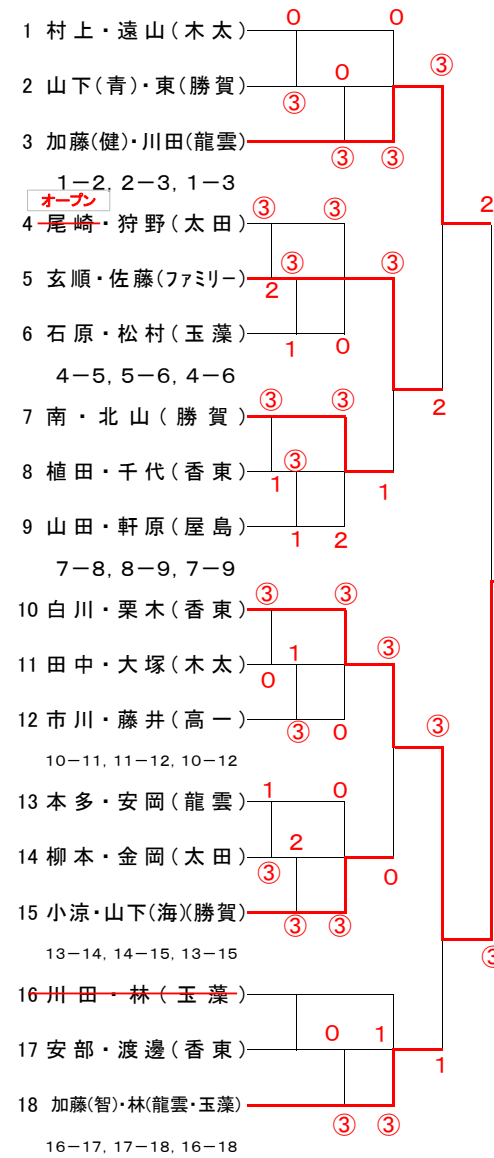 0 0
1 村上・遠山(木太)
③
0
2 山下(青)・東(勝賀)
③
3 加藤(健)・川田(龍雲)
③ ③
1－2, 2－3, 1－3
オープン
2
③ ③
4 尾崎・狩野(太田)
③ ③
5 玄順・佐藤(ファミリー)
2
6 石原・松村(玉藻)
1 0
4－5, 5－6, 4－6
③ ③ 2
7 南・北山(勝賀)
③
8 植田・千代(香東)
1 1
9 山田・軒原(屋島)
1 2
7－8, 8－9, 7－9
③ ③
10 白川・栗木(香東)
1 ③
11 田中・大塚(木太)
0
12 市川・藤井(高一)
③ 0 ③
10－11, 11－12, 10－12
1 0
13 本多・安岡(龍雲)
2
14 柳本・金岡(太田)
③ 0
15 小涼・山下(海)(勝賀)
③ ③
13－14, 14－15, 13－15
③
16 川田・林(玉藻)
0 1
17 安部・渡邊(香東)
1
18 加藤(智)・林(龍雲・玉藻)
③ ③
16－17, 17－18, 16－18